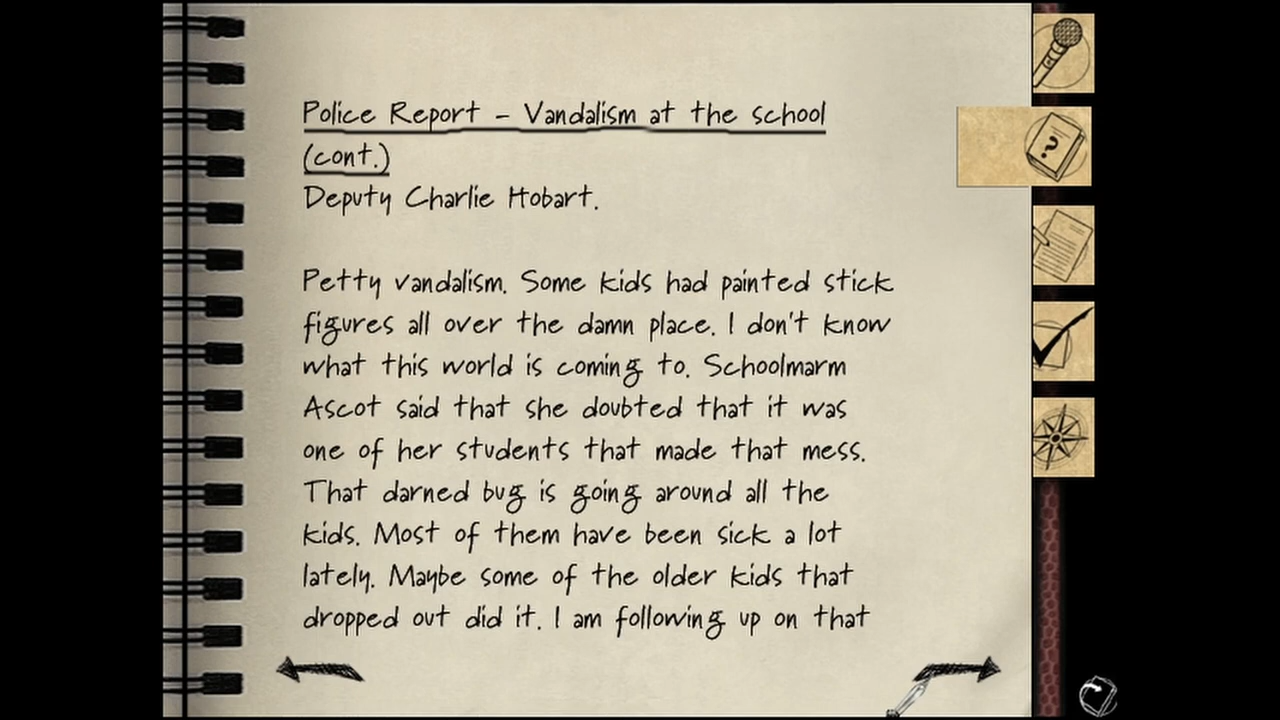 Police Report - Vandalism at the school
(cont.)
Deputy Charlie Hobart.
Petty vandalism. Some kids had painted stick
figures all over the damn place. I don't know
what this world is coming to. Schoolmarm
Ascot said that she doubted that it was
one of her students that made that mess.
That darned bug is going around all the
kids. Most of them have been sick a lot
lately. Maybe some of the older kids that
dropped out did it. I am following up on that
?